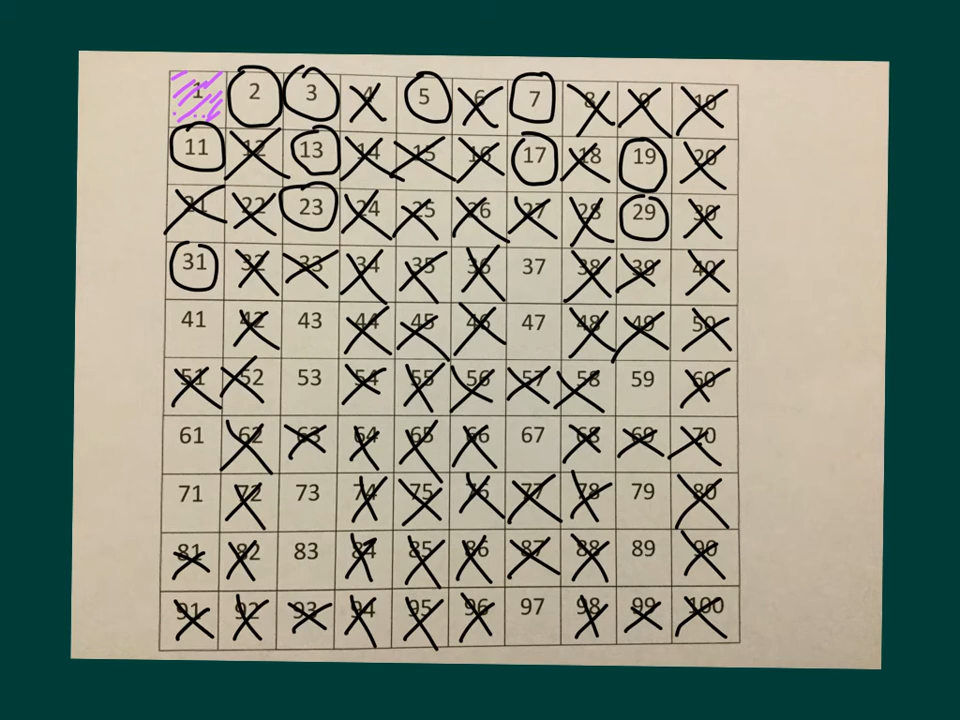 1 2 3 4 5 6 7 8 9 10
11 12 13 14 15 16 17 18 19 20
21 22 23 24 25 26 27 28 29 30
31 32 33 34 35 36 37 38 39 40
41 42 43 44 45 46 47 48 49 50
51 52 53 54 55 56 57 58 59 60
61 62 63 64 65 66 67 68 69 70
71 72 73 74 75 76 77 78 79 80
81 82 83 84 85 86 87 88 89 90
91 92 93 94 95 96 97 98 99 100